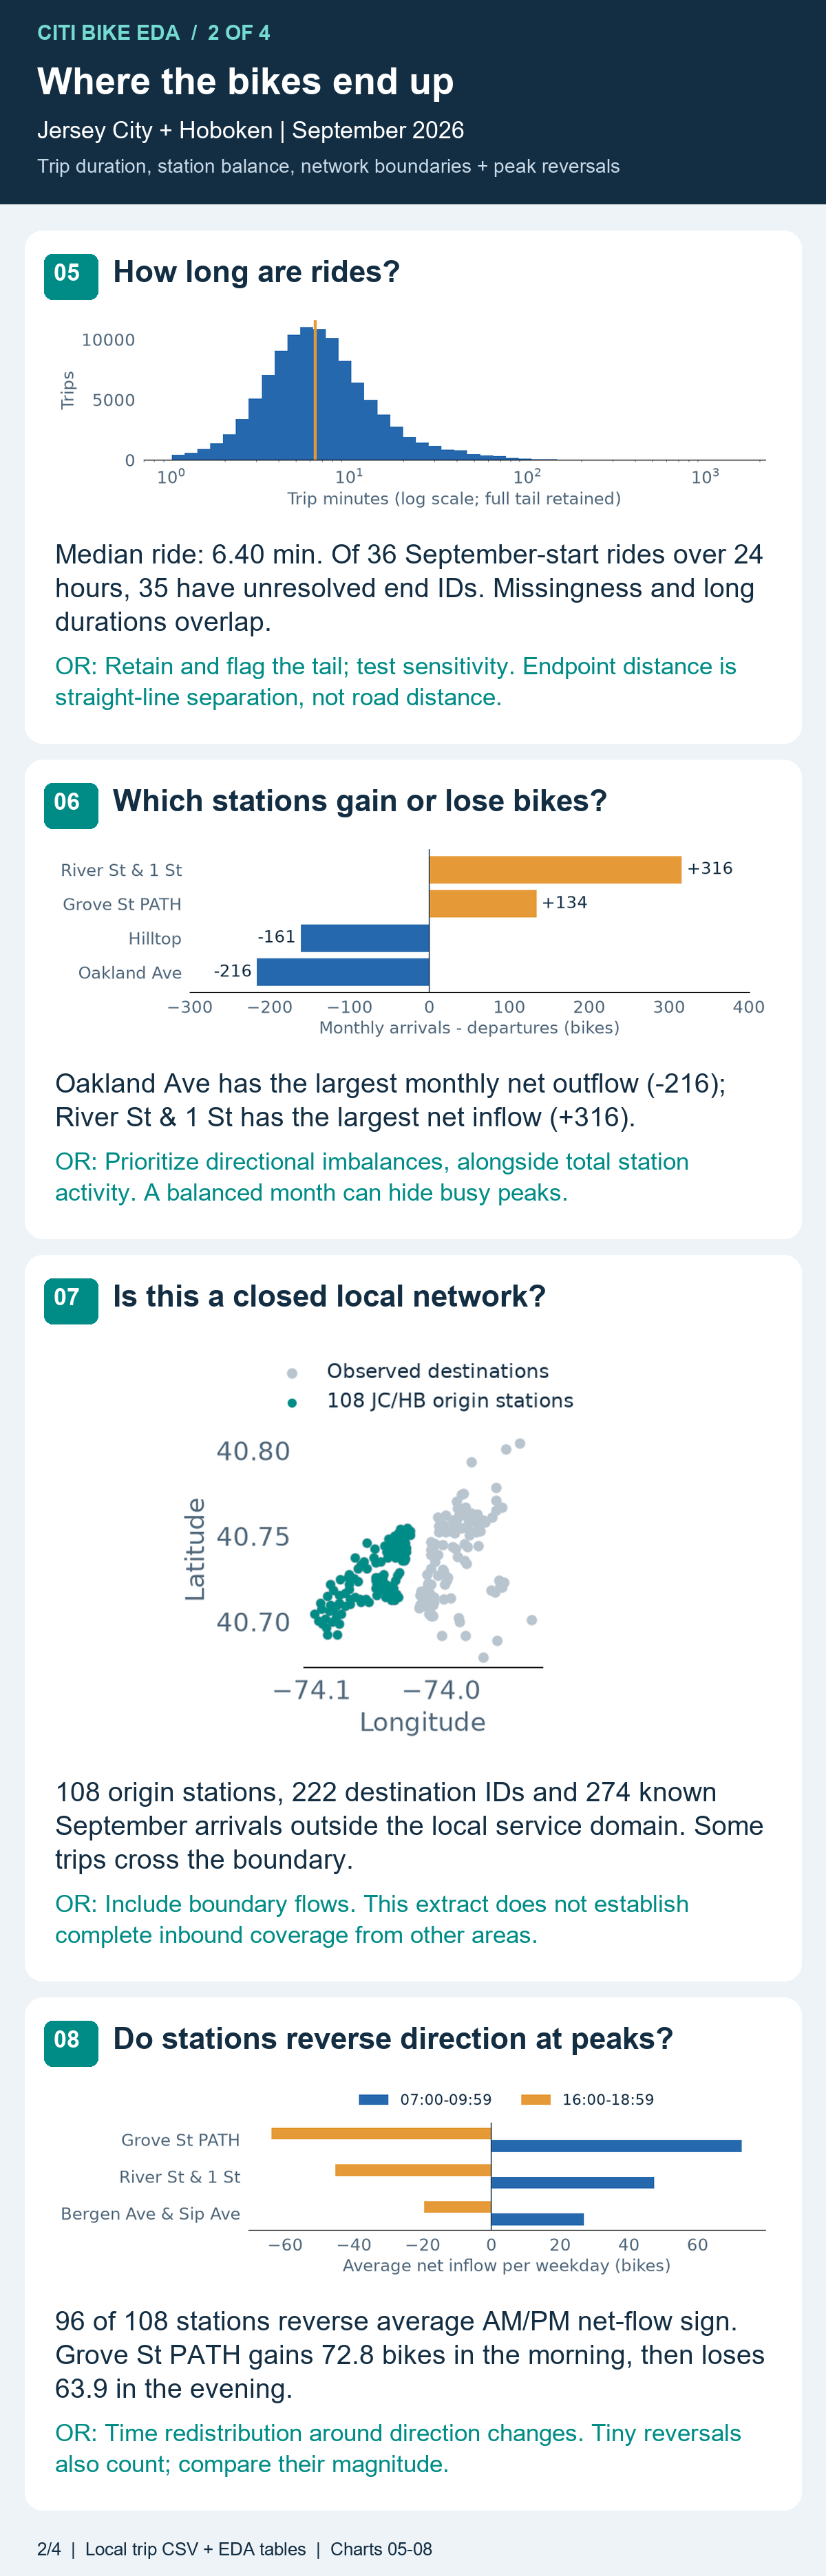 CITI BIKE EDA / 2 OF 4
Where the bikes end up
Jersey City + Hoboken | September 2026
Trip duration, station balance, network boundaries + peak reversals
05
How long are rides?
10000
5000
0
Trips
10⁰ 10¹ 10² 10³
Trip minutes (log scale; full tail retained)
Median ride: 6.40 min. Of 36 September-start rides over 24
hours, 35 have unresolved end IDs. Missingness and long
durations overlap.
OR: Retain and flag the tail; test sensitivity. Endpoint distance is
straight-line separation, not road distance.
06
Which stations gain or lose bikes?
River St & 1 St +316
Grove St PATH +134
Hilltop -161
Oakland Ave -216
−300 −200 −100 0 100 200 300 400
Monthly arrivals - departures (bikes)
Oakland Ave has the largest monthly net outflow (-216);
River St & 1 St has the largest net inflow (+316).
OR: Prioritize directional imbalances, alongside total station
activity. A balanced month can hide busy peaks.
07
Is this a closed local network?
Observed destinations
108 JC/HB origin stations
40.80
40.75
40.70
Latitude
−74.1 −74.0
Longitude
108 origin stations, 222 destination IDs and 274 known
September arrivals outside the local service domain. Some
trips cross the boundary.
OR: Include boundary flows. This extract does not establish
complete inbound coverage from other areas.
08
Do stations reverse direction at peaks?
07:00-09:59 16:00-18:59
Grove St PATH
River St & 1 St
Bergen Ave & Sip Ave
−60 −40 −20 0 20 40 60
Average net inflow per weekday (bikes)
96 of 108 stations reverse average AM/PM net-flow sign.
Grove St PATH gains 72.8 bikes in the morning, then loses
63.9 in the evening.
OR: Time redistribution around direction changes. Tiny reversals
also count; compare their magnitude.
2/4 | Local trip CSV + EDA tables | Charts 05-08